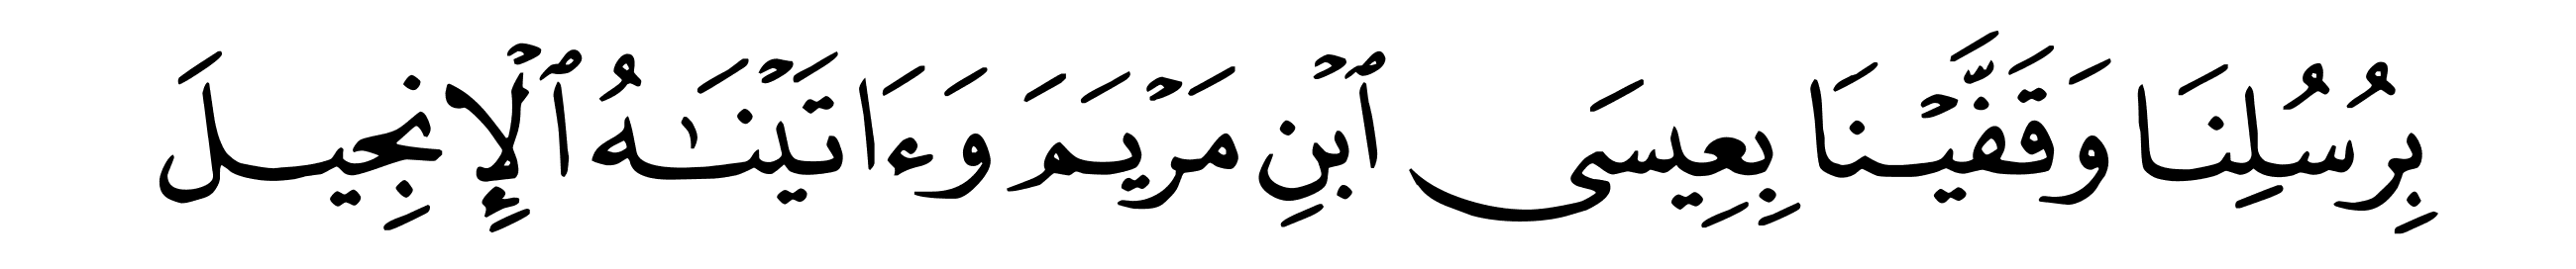 بِرُسُلِنَا وَقَفَّيْنَا بِعِيسَى ٱبْنِ مَرْيَمَ وَءَاتَيْنَٰهُ ٱلْإِنجِيلَ